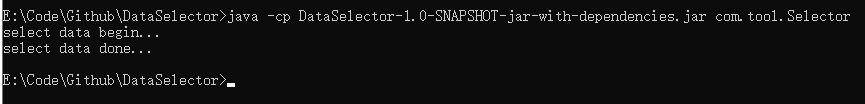 E:\Code\Github\DataSelector>java -cp DataSelector-1.0-SNAPSHOT-jar-with-dependencies.jar com.tool.Selector
select data begin...
select data done...
E:\Code\Github\DataSelector>